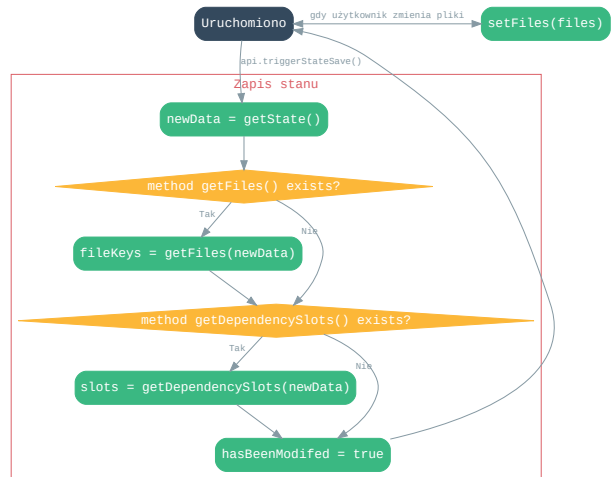 Uruchomiono
gdy użytkownik zmienia pliki
setFiles(files)
api.triggerStateSave()
Zapis stanu
newData = getState()
method getFiles() exists?
Tak
Nie
fileKeys = getFiles(newData)
method getDependencySlots() exists?
Tak
Nie
slots = getDependencySlots(newData)
hasBeenModifed = true